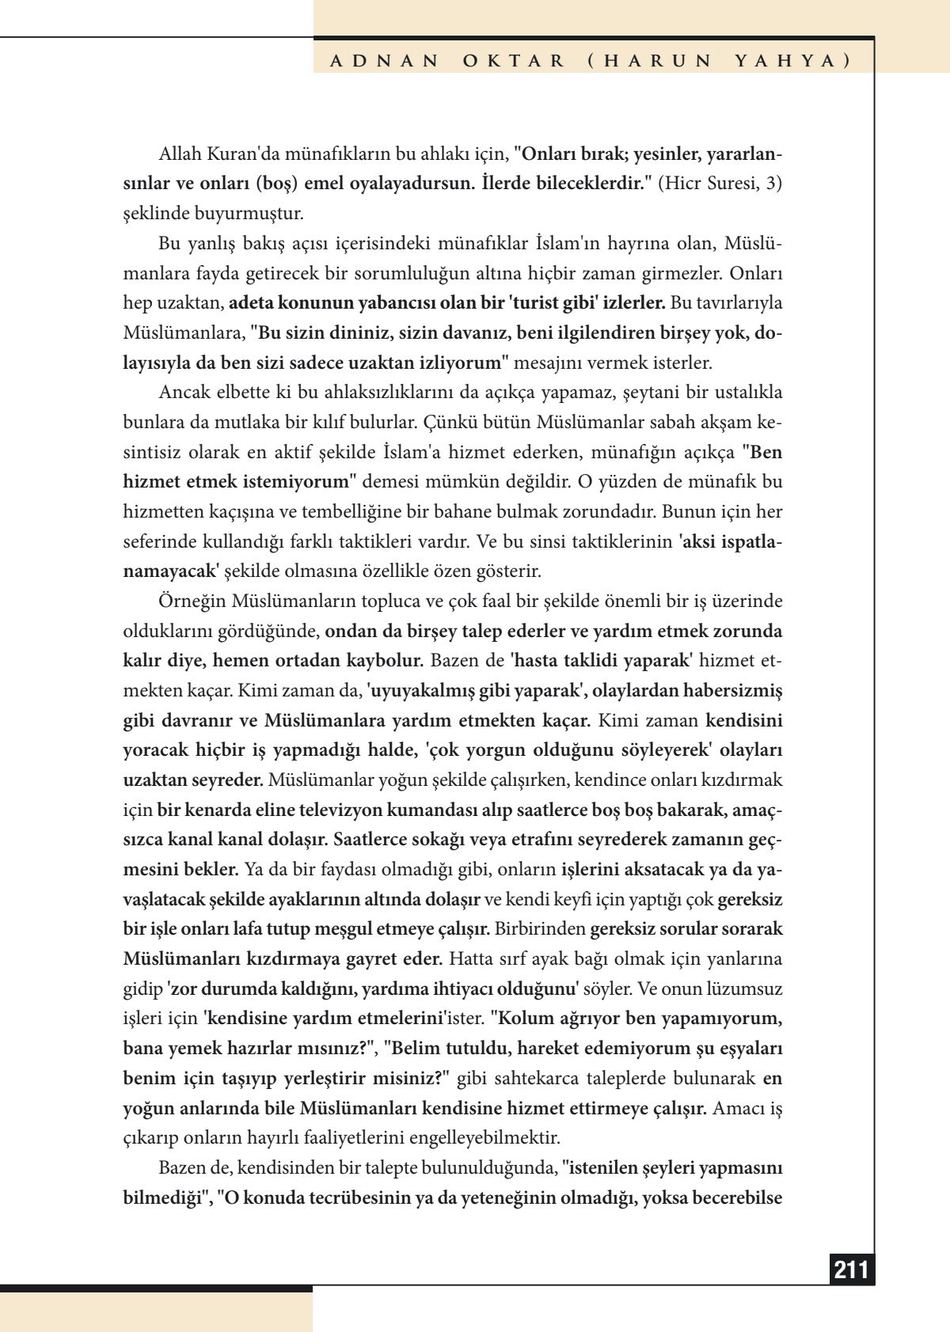 ADNAN OKTAR (HARUN YAHYA)
Allah Kuran'da münafıkların bu ahlakı için, "Onları bırak; yesinler, yararlan-
sınlar ve onları (boş) emel oyalayadursun. İlerde bileceklerdir." (Hicr Suresi, 3)
şeklinde buyurmuştur.
Bu yanlış bakış açısı içerisindeki münafıklar İslam'ın hayrına olan, Müslü-
manlara fayda getirecek bir sorumluluğun altına hiçbir zaman girmezler. Onları
hep uzaktan, adeta konunun yabancısı olan bir 'turist gibi' izlerler. Bu tavırlarıyla
Müslümanlara, "Bu sizin dininiz, sizin davanız, beni ilgilendiren birşey yok, do-
layısıyla da ben sizi sadece uzaktan izliyorum" mesajını vermek isterler.
Ancak elbette ki bu ahlaksızlıklarını da açıkça yapamaz, şeytani bir ustalıkla
bunlara da mutlaka bir kılıf bulurlar. Çünkü bütün Müslümanlar sabah akşam ke-
sintisiz olarak en aktif şekilde İslam'a hizmet ederken, münafığın açıkça "Ben
hizmet etmek istemiyorum" demesi mümkün değildir. O yüzden de münafık bu
hizmetten kaçışına ve tembelliğine bir bahane bulmak zorundadır. Bunun için her
seferinde kullandığı farklı taktikleri vardır. Ve bu sinsi taktiklerinin 'aksi ispatla-
namayacak' şekilde olmasına özellikle özen gösterir.
Örneğin Müslümanların topluca ve çok faal bir şekilde önemli bir iş üzerinde
olduklarını gördüğünde, ondan da birşey talep ederler ve yardım etmek zorunda
kalır diye, hemen ortadan kaybolur. Bazen de 'hasta taklidi yaparak' hizmet et-
mekten kaçar. Kimi zaman da, 'uyuyakalmış gibi yaparak', olaylardan habersizmiş
gibi davranır ve Müslümanlara yardım etmekten kaçar. Kimi zaman kendisini
yoracak hiçbir iş yapmadığı halde, 'çok yorgun olduğunu söyleyerek' olayları
uzaktan seyreder. Müslümanlar yoğun şekilde çalışırken, kendince onları kızdırmak
için bir kenarda eline televizyon kumandası alıp saatlerce boş boş bakarak, amaç-
sızca kanal kanal dolaşır. Saatlerce sokağı veya etrafını seyrederek zamanın geç-
mesini bekler. Ya da bir faydası olmadığı gibi, onların işlerini aksatacak ya da ya-
vaşlatacak şekilde ayaklarının altında dolaşır ve kendi keyfi için yaptığı çok gereksiz
bir işle onları lafa tutup meşgul etmeye çalışır. Birbirinden gereksiz sorular sorarak
Müslümanları kızdırmaya gayret eder. Hatta sırf ayak bağı olmak için yanlarına
gidip 'zor durumda kaldığını, yardıma ihtiyacı olduğunu' söyler. Ve onun lüzumsuz
işleri için 'kendisine yardım etmelerini'ister. "Kolum ağrıyor ben yapamıyorum,
bana yemek hazırlar mısınız?", "Belim tutuldu, hareket edemiyorum şu eşyaları
benim için taşıyıp yerleştirir misiniz?" gibi sahtekarca taleplerde bulunarak en
yoğun anlarında bile Müslümanları kendisine hizmet ettirmeye çalışır. Amacı iş
çıkarıp onların hayırlı faaliyetlerini engelleyebilmektir.
Bazen de, kendisinden bir talepte bulunulduğunda, "istenilen şeyleri yapmasını
bilmediği", "O konuda tecrübesinin ya da yeteneğinin olmadığı, yoksa becerebilse
211